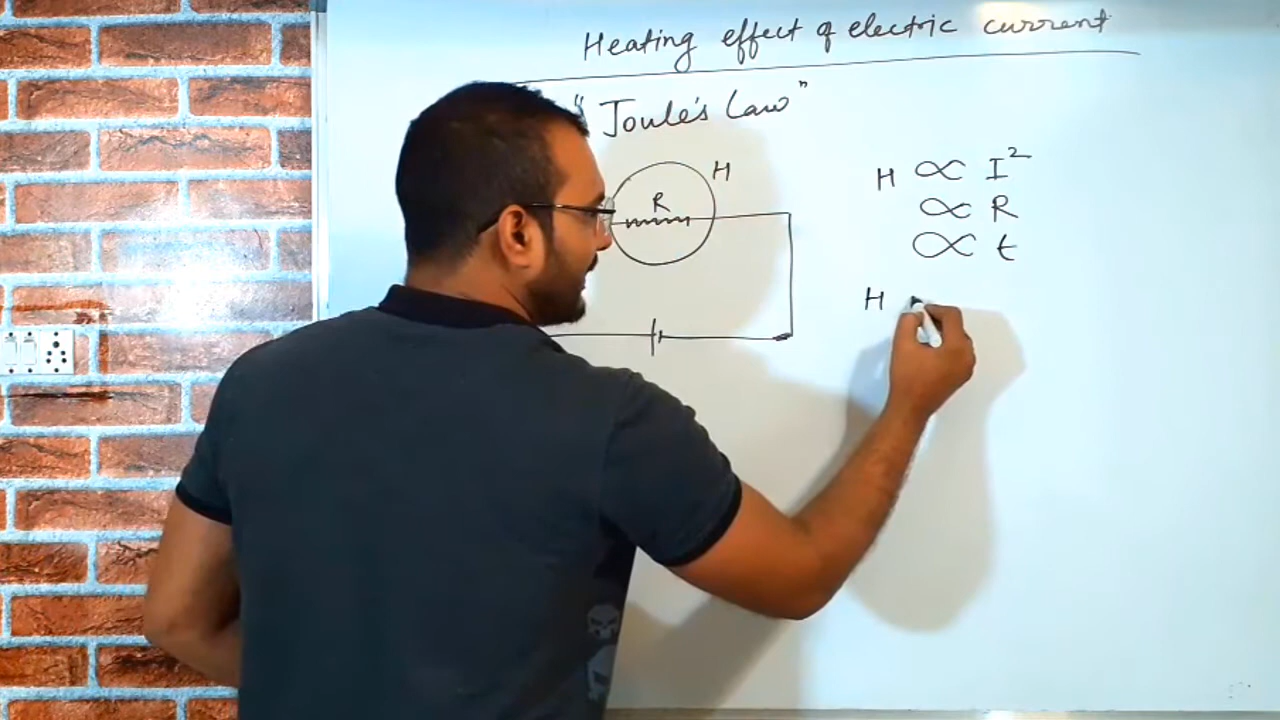 Heating effect of electric current
"Joule's Law"
H
R
H ∝ I²
∝ R
∝ t
H